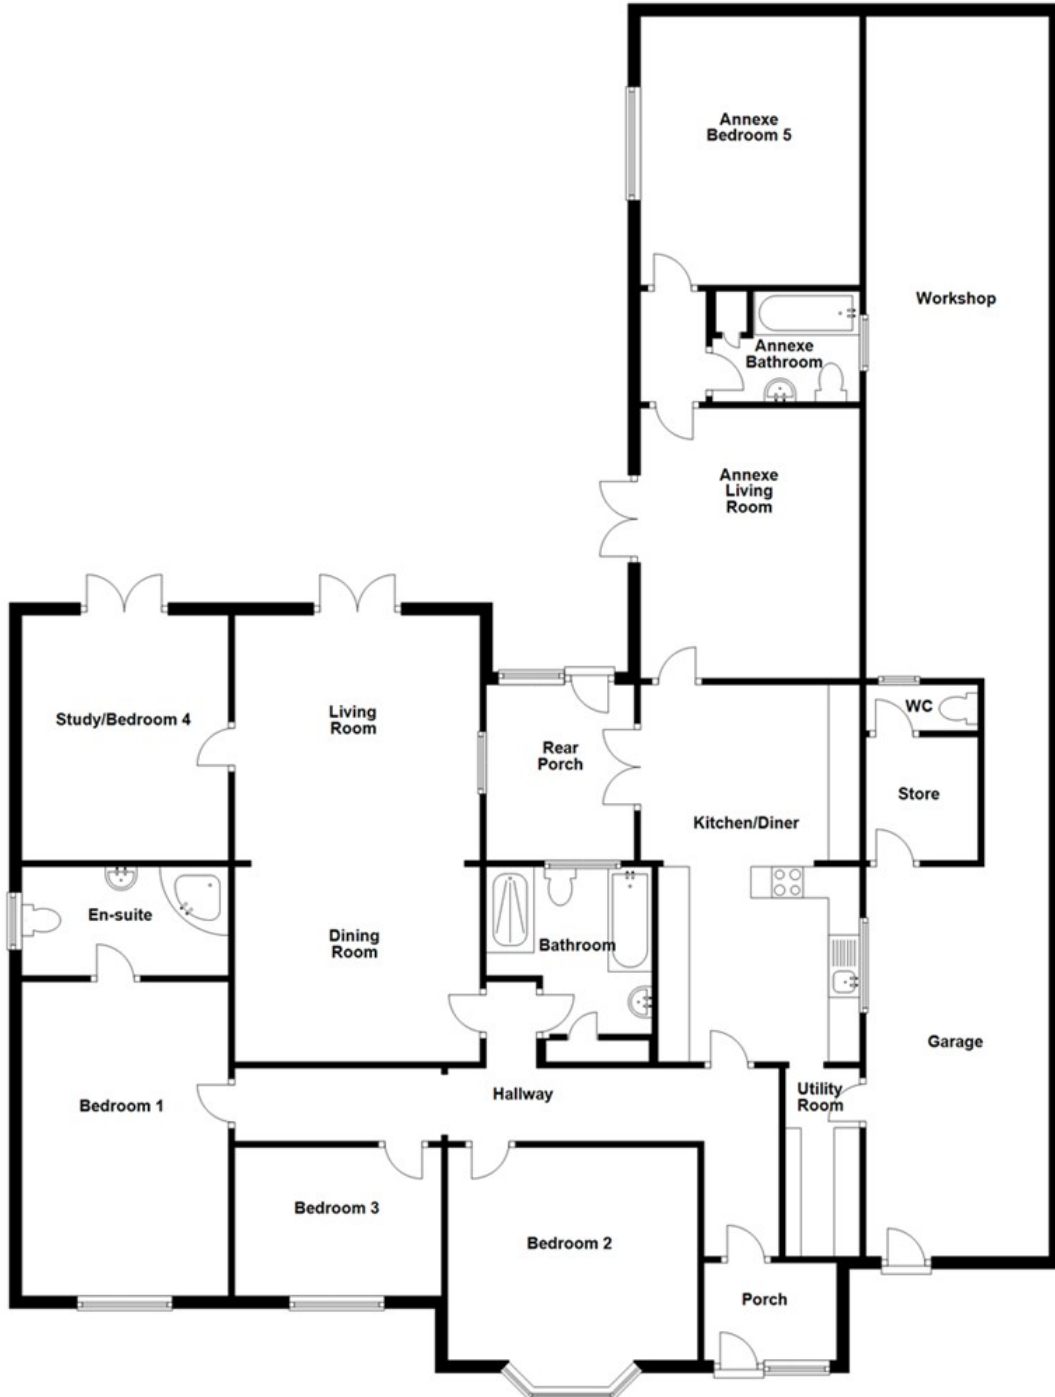 Annexe
Bedroom 5
Workshop
Annexe
Bathroom
Annexe
Living
Room
Study/Bedroom 4
Living
Room
Rear
Porch
WC
Store
Kitchen/Diner
En-suite
Dining
Room
Bathroom
Garage
Bedroom 1
Hallway
Utility
Room
Bedroom 3
Bedroom 2
Porch